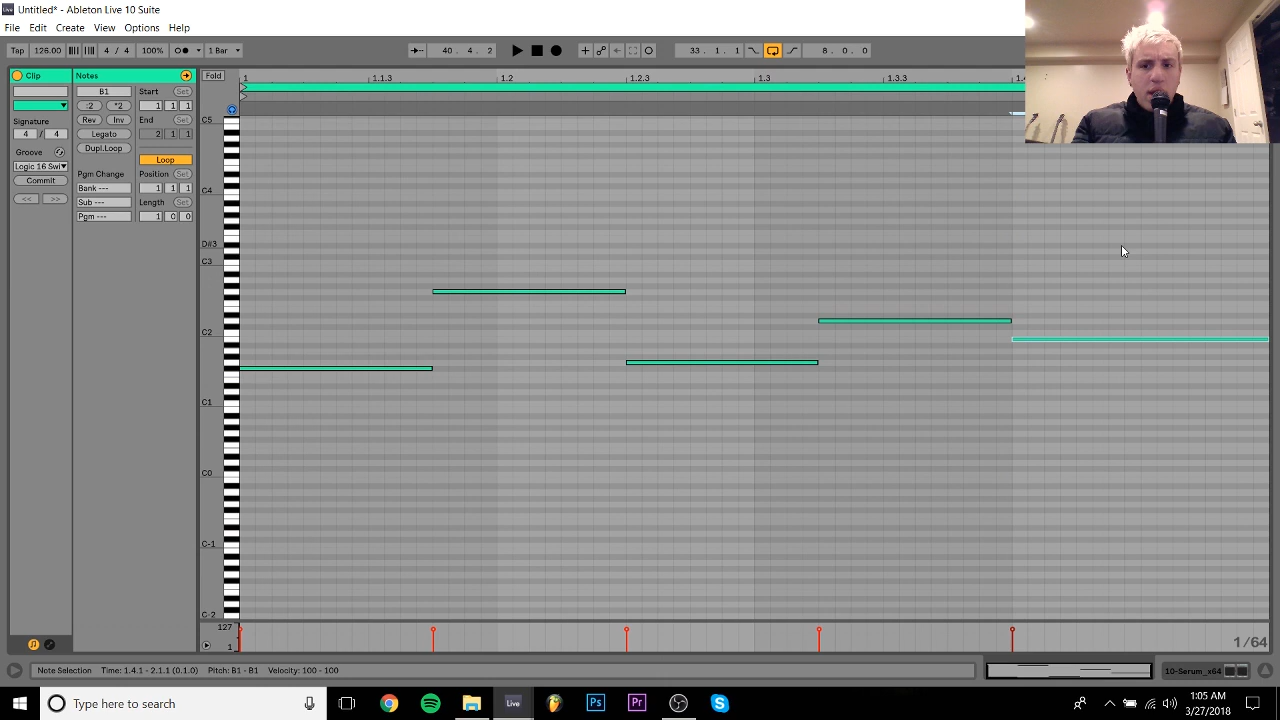 Untitled* - Ableton Live 10 Suite
File Edit Create View Options Help
Tap 126.00 4 / 4 100% 1 Bar 40. 4. 2 33. 1. 1 8. 0. 0
Clip Notes Fold 1 1.1.3 1.2 1.2.3 1.3 1.3.3
B1 Start Set
:2 *2 1 1 1
Signature Rev Inv End Set
4 / 4 Legato 2 1 1
Groove Dupl.Loop
Logic 16 Swi Loop
Commit Pgm Change Position Set
<< >> Bank --- 1 1 1
Sub --- Length Set
Pgm --- 1 0 0
C5
C4
D#3
C3
C2
C1
C0
C-1
C-2
127
1 1/64
Note Selection Time: 1.4.1 - 2.1.1 (0.1.0) Pitch: B1 - B1 Velocity: 100 - 100 10-Serum_x64
Type here to search Live Ps Pr 1:05 AM
3/27/2018